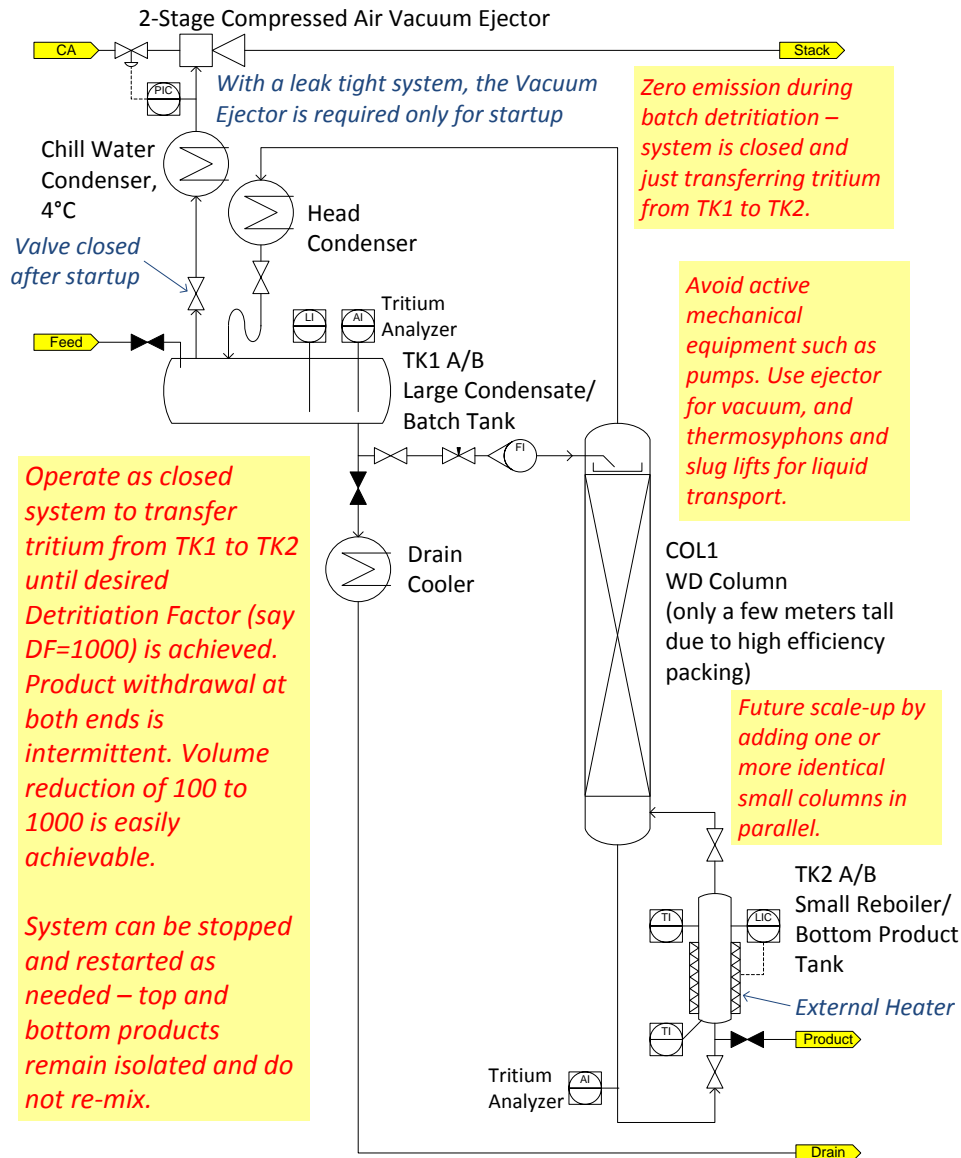 2-Stage Compressed Air Vacuum Ejector
CA
Stack
PIC
With a leak tight system, the Vacuum
Ejector is required only for startup
Zero emission during
batch detritiation –
system is closed and
just transferring tritium
from TK1 to TK2.
Chill Water
Condenser,
4°C
Head
Condenser
Valve closed
after startup
Avoid active
mechanical
equipment such as
pumps. Use ejector
for vacuum, and
thermosyphons and
slug lifts for liquid
transport.
LI
AI
Tritium
Analyzer
Feed
TK1 A/B
Large Condensate/
Batch Tank
FI
Operate as closed
system to transfer
tritium from TK1 to TK2
until desired
Detritiation Factor (say
DF=1000) is achieved.
Product withdrawal at
both ends is
intermittent. Volume
reduction of 100 to
1000 is easily
achievable.
System can be stopped
and restarted as
needed – top and
bottom products
remain isolated and do
not re-mix.
Drain
Cooler
COL1
WD Column
(only a few meters tall
due to high efficiency
packing)
Future scale-up by
adding one or
more identical
small columns in
parallel.
TK2 A/B
Small Reboiler/
Bottom Product
Tank
TI
LIC
External Heater
TI
Product
Tritium
Analyzer
AI
Drain